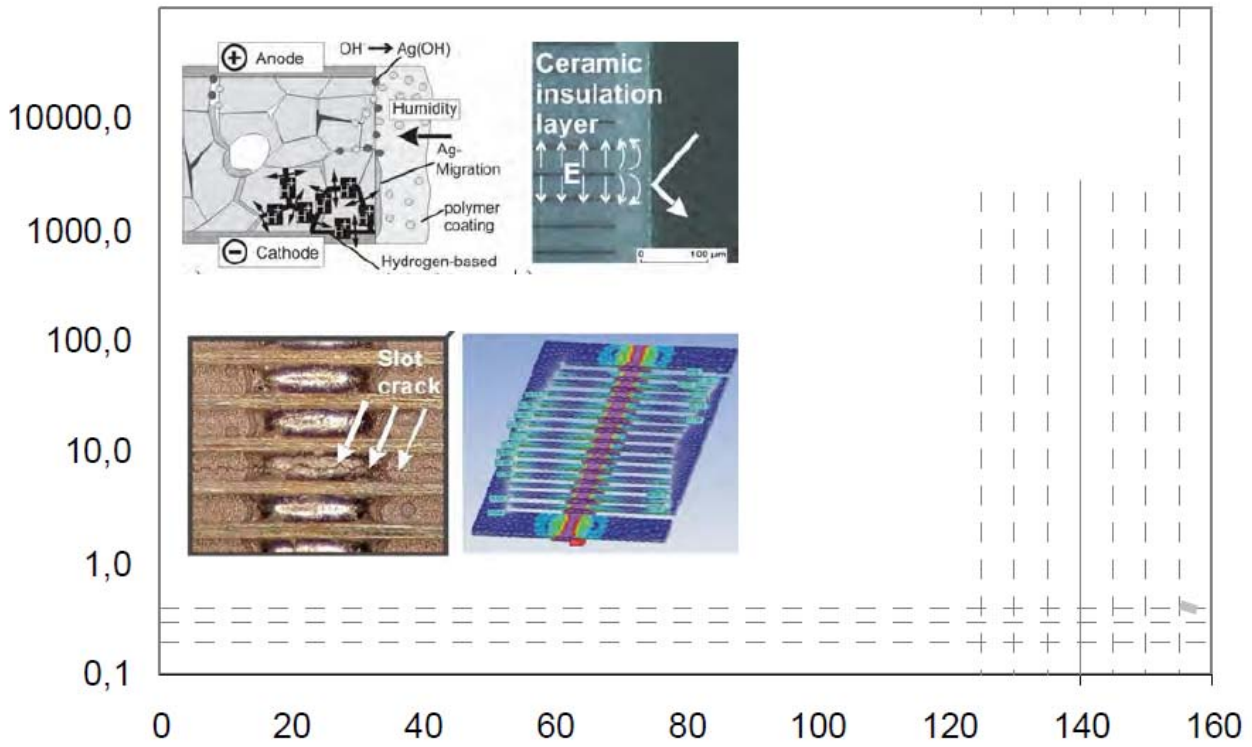 10000,0
1000,0
100,0
10,0
1,0
0,1
0
20
40
60
80
100
120
140
160
+ Anode
OH⁻ → Ag(OH)
Humidity
Ag-
Migration
polymer
coating
− Cathode
Hydrogen-based
Ceramic
insulation
layer
E
0 100 µm
Slot
crack